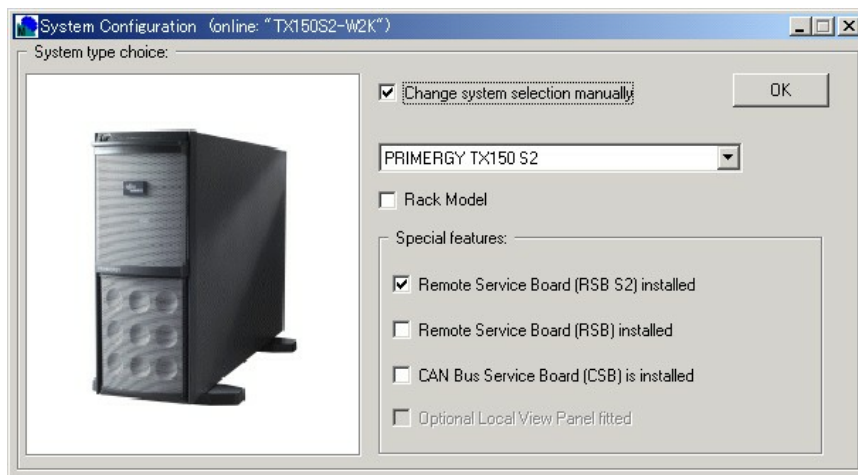 System Configuration (online: "TX150S2-W2K")
System type choice:
Change system selection manually
OK
PRIMERGY TX150 S2
Rack Model
Special features:
Remote Service Board (RSB S2) installed
Remote Service Board (RSB) installed
CAN Bus Service Board (CSB) is installed
Optional Local View Panel fitted